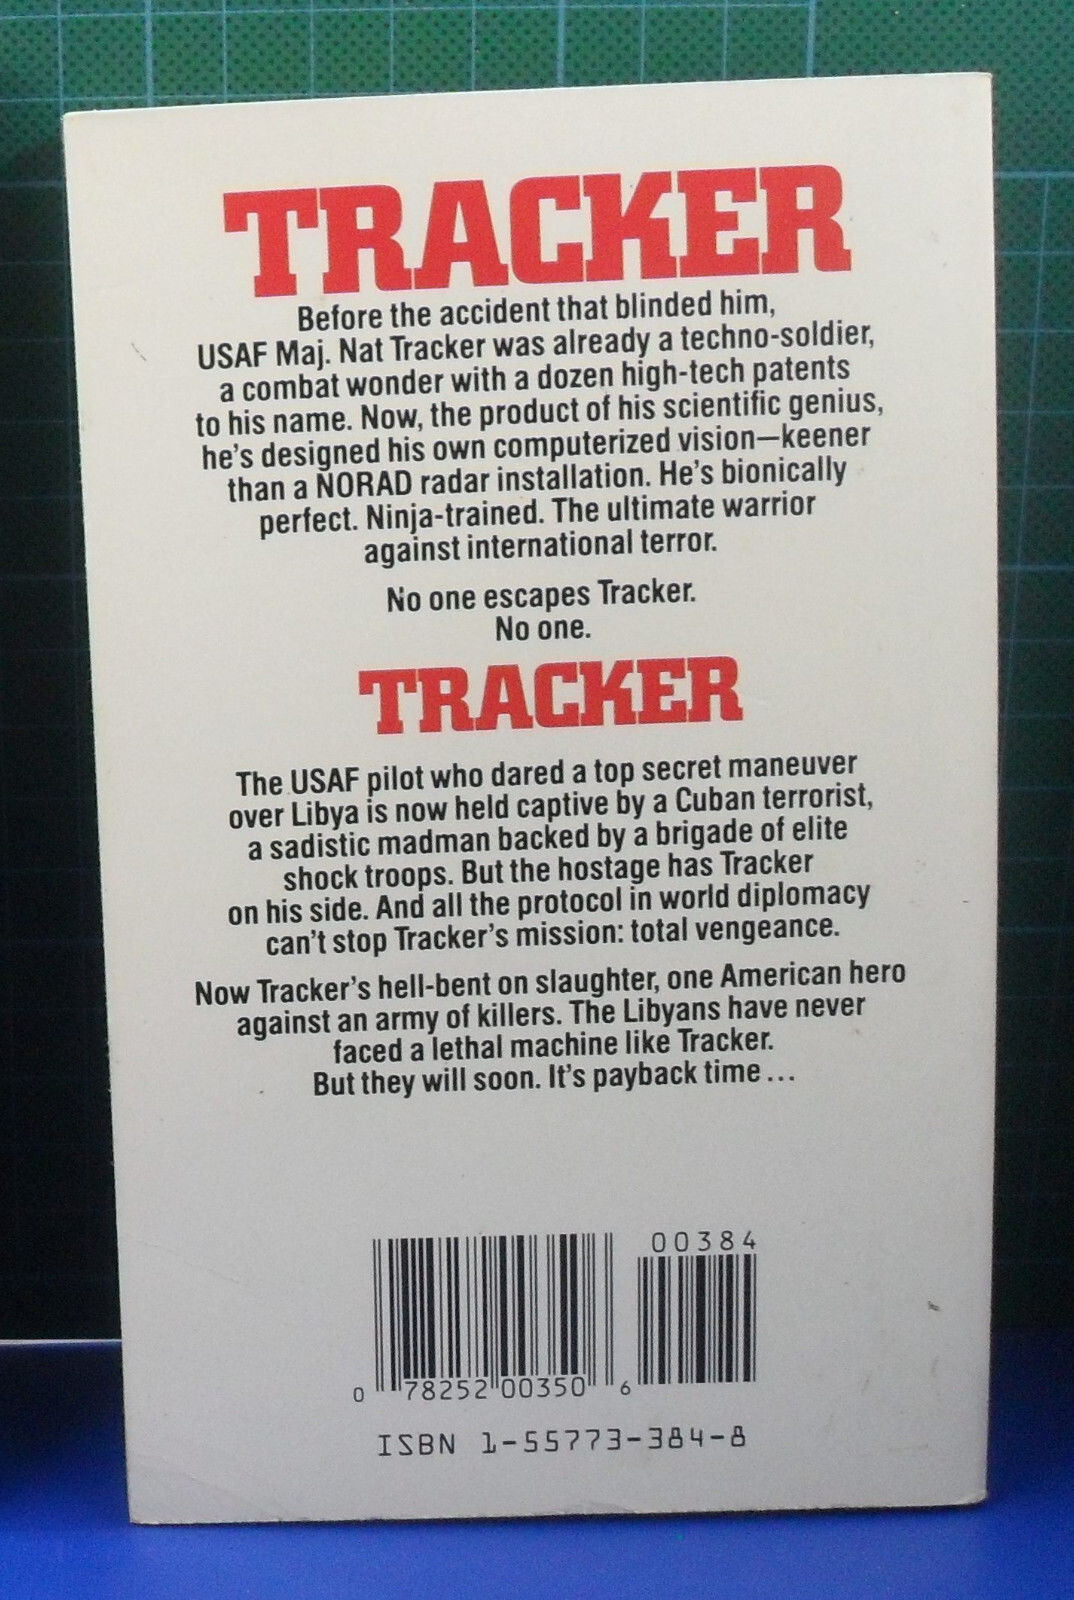 TRACKER
Before the accident that blinded him,
USAF Maj. Nat Tracker was already a techno-soldier,
a combat wonder with a dozen high-tech patents
to his name. Now, the product of his scientific genius,
he's designed his own computerized vision—keener
than a NORAD radar installation. He's bionically
perfect. Ninja-trained. The ultimate warrior
against international terror.
No one escapes Tracker.
No one.
TRACKER
The USAF pilot who dared a top secret maneuver
over Libya is now held captive by a Cuban terrorist,
a sadistic madman backed by a brigade of elite
shock troops. But the hostage has Tracker
on his side. And all the protocol in world diplomacy
can't stop Tracker's mission: total vengeance.
Now Tracker's hell-bent on slaughter, one American hero
against an army of killers. The Libyans have never
faced a lethal machine like Tracker.
But they will soon. It's payback time...
00384
0 78252 00350 6
ISBN 1-55773-384-8